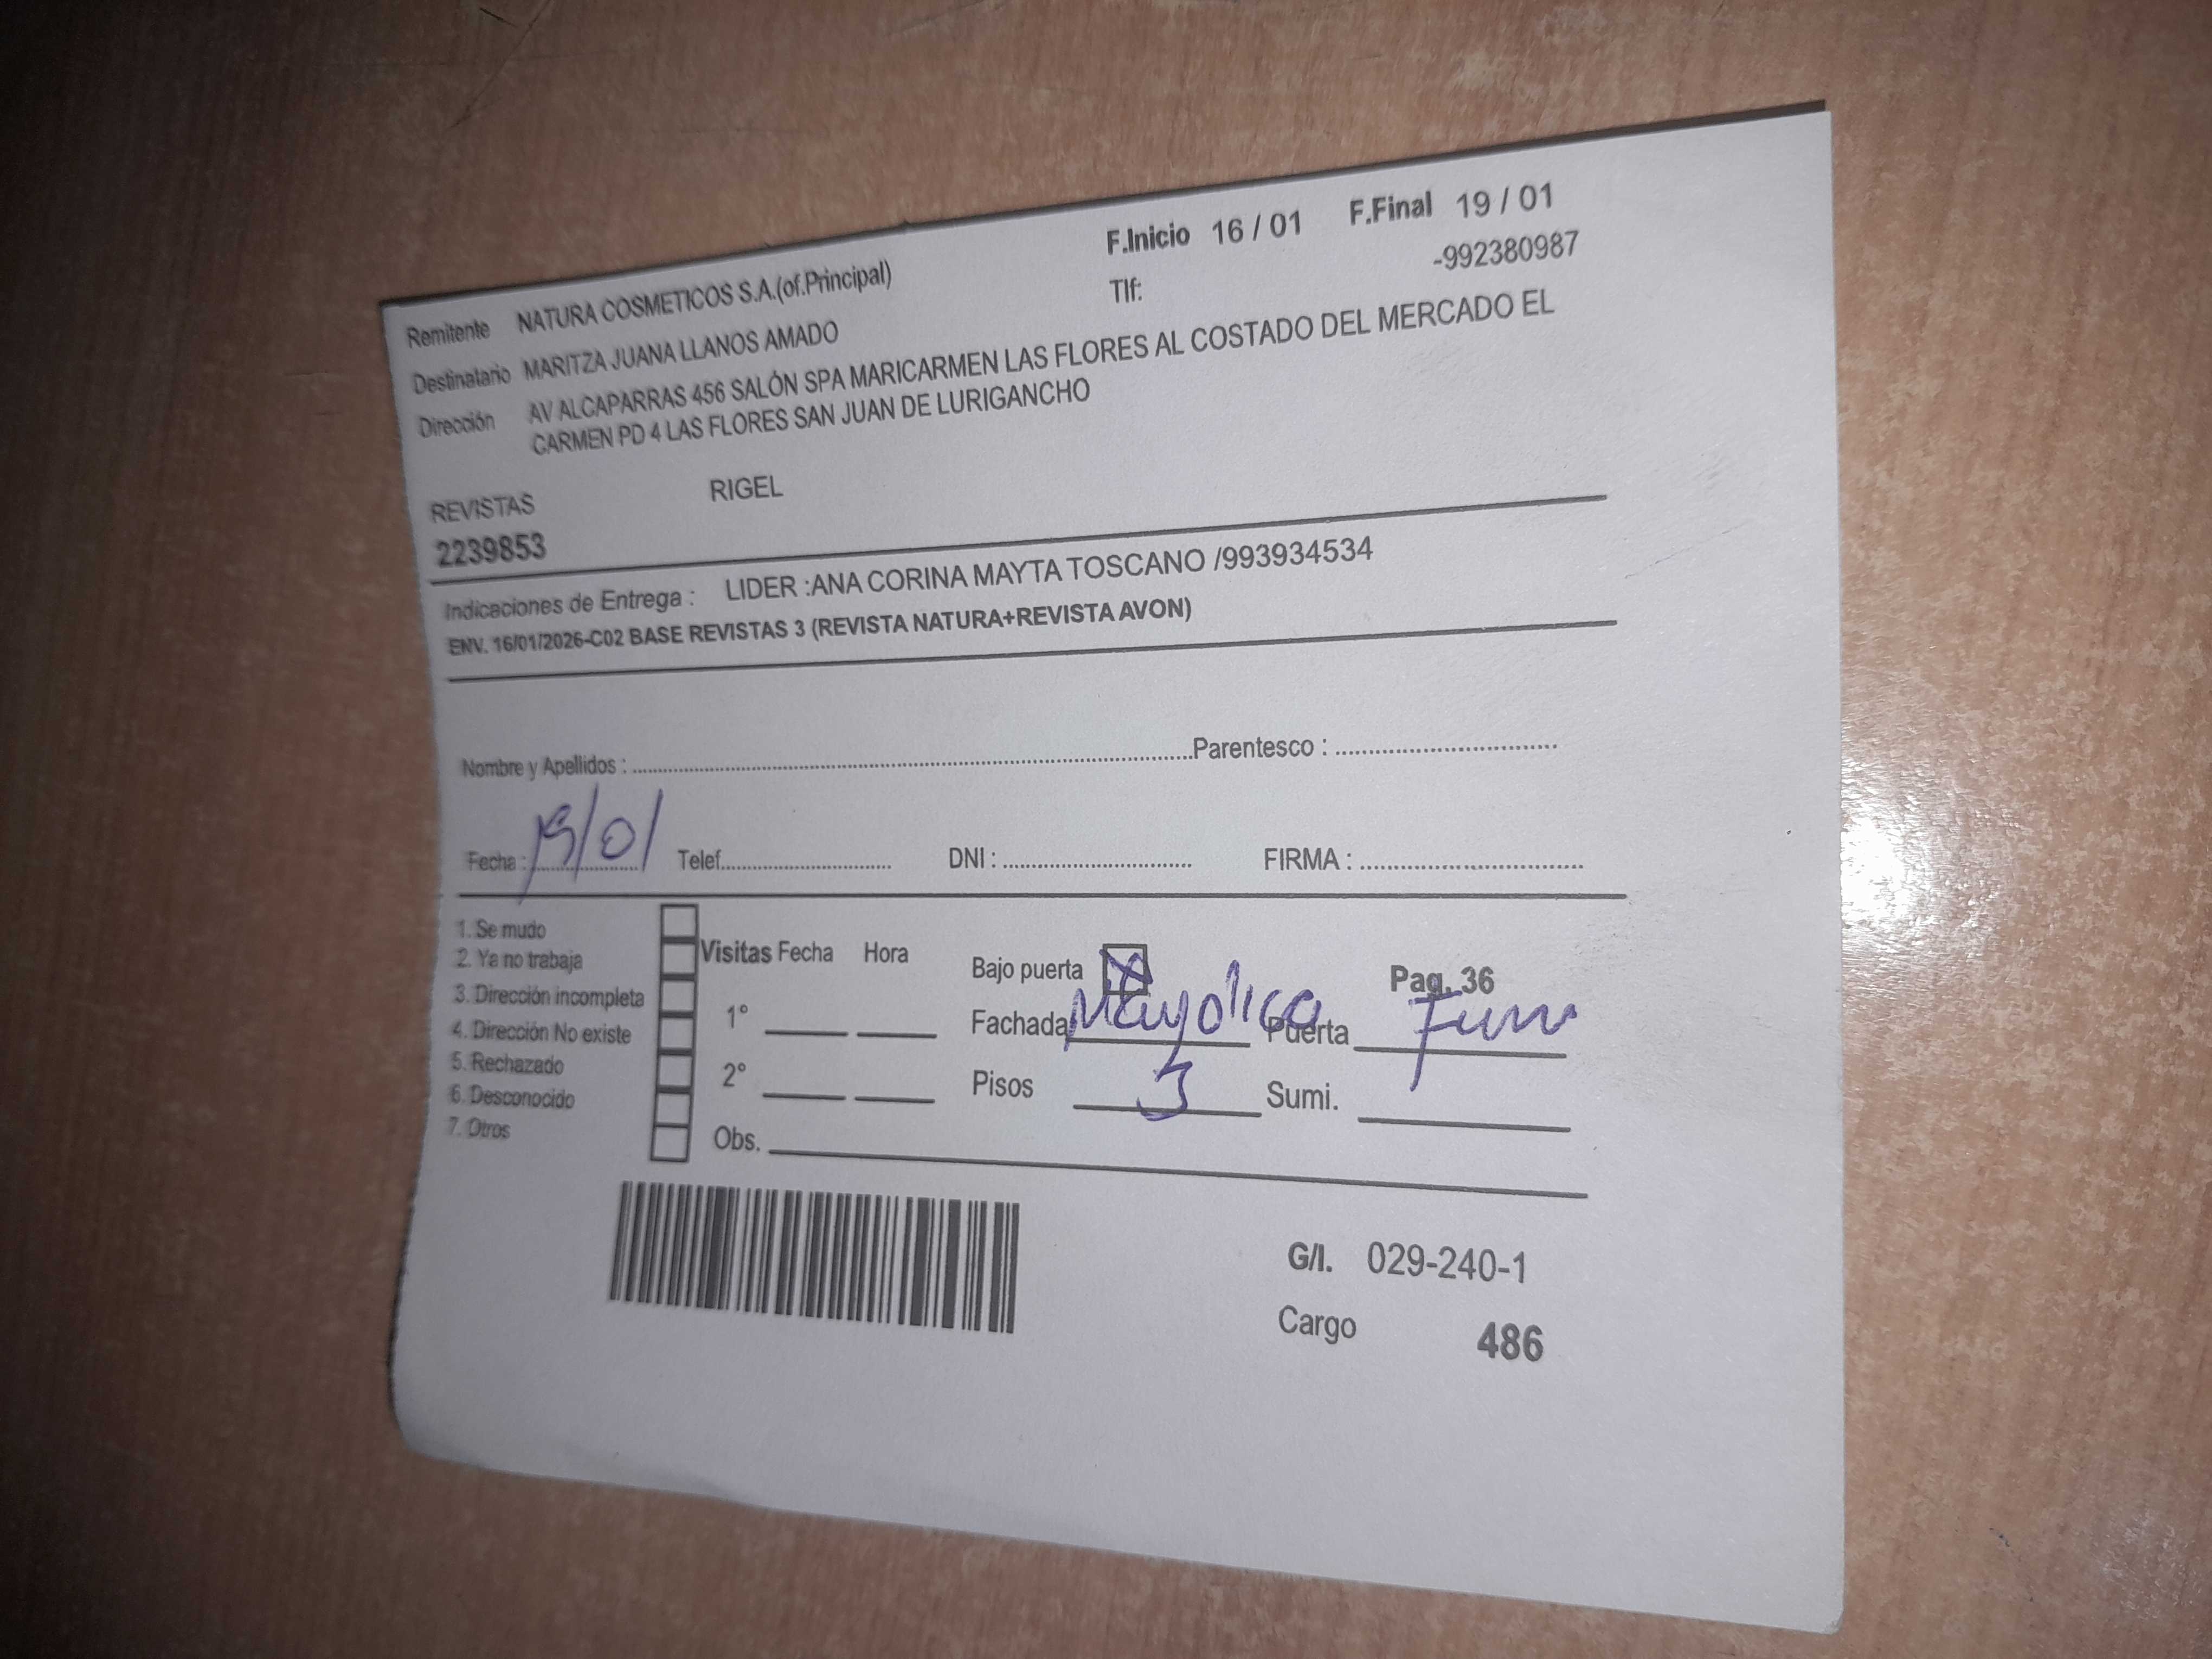 F.Inicio 16 / 01 F.Final 19 / 01
Remitente NATURA COSMETICOS S.A.(of.Principal) Tlf: -992380987
Destinatario MARITZA JUANA LLANOS AMADO
Dirección AV ALCAPARRAS 456 SALÓN SPA MARICARMEN LAS FLORES AL COSTADO DEL MERCADO EL
CARMEN PD 4 LAS FLORES SAN JUAN DE LURIGANCHO
REVISTAS RIGEL
2239853
Indicaciones de Entrega : LIDER :ANA CORINA MAYTA TOSCANO /993934534
ENV. 16/01/2026-C02 BASE REVISTAS 3 (REVISTA NATURA+REVISTA AVON)
Nombre y Apellidos : Parentesco :
Fecha : 19/01 Telef. DNI : FIRMA :
1. Se mudo
2. Ya no trabaja
3. Dirección incompleta
4. Dirección No existe
5. Rechazado
6. Desconocido
7. Otros
Visitas Fecha Hora
1°
2°
Obs.
Bajo puerta X Pag. 36
Fachada Mayolica Puerta
Pisos 3 Sumi.
G/I. 029-240-1
Cargo 486